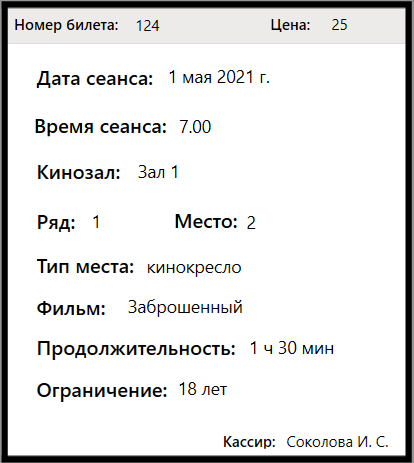 Номер билета: 124 Цена: 25
Дата сеанса: 1 мая 2021 г.
Время сеанса: 7.00
Кинозал: Зал 1
Ряд: 1 Место: 2
Тип места: кинокресло
Фильм: Заброшенный
Продолжительность: 1 ч 30 мин
Ограничение: 18 лет
Кассир: Соколова И. С.